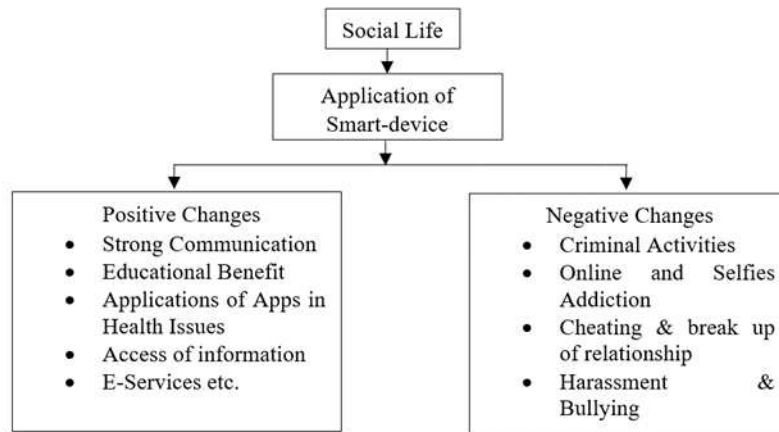 Social Life
Application of
Smart-device
Positive Changes
• Strong Communication
• Educational Benefit
• Applications of Apps in
Health Issues
• Access of information
• E-Services etc.
Negative Changes
• Criminal Activities
• Online and Selfies
Addiction
• Cheating & break up
of relationship
• Harassment &
Bullying